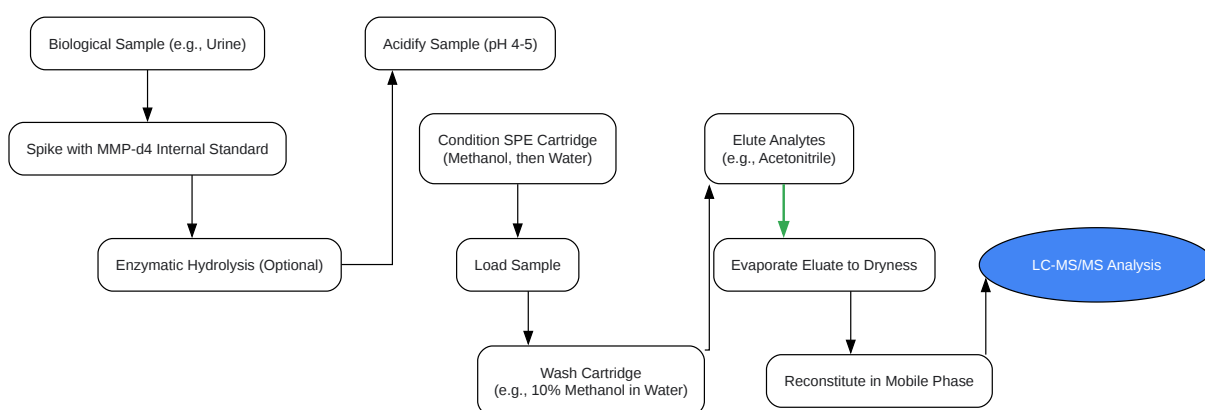 Biological Sample (e.g., Urine)
Spike with MMP-d4 Internal Standard
Enzymatic Hydrolysis (Optional)
Acidify Sample (pH 4-5)
Condition SPE Cartridge
(Methanol, then Water)
Load Sample
Wash Cartridge
(e.g., 10% Methanol in Water)
Elute Analytes
(e.g., Acetonitrile)
Evaporate Eluate to Dryness
Reconstitute in Mobile Phase
LC-MS/MS Analysis